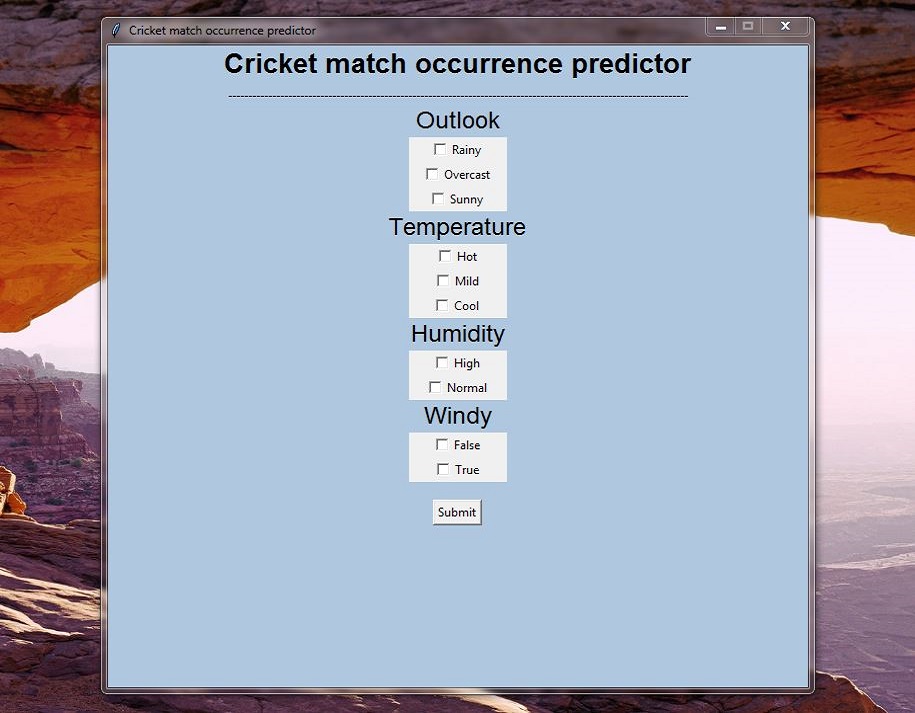 Cricket match occurrence predictor
Cricket match occurrence predictor
Outlook
Rainy
Overcast
Sunny
Temperature
Hot
Mild
Cool
Humidity
High
Normal
Windy
False
True
Submit